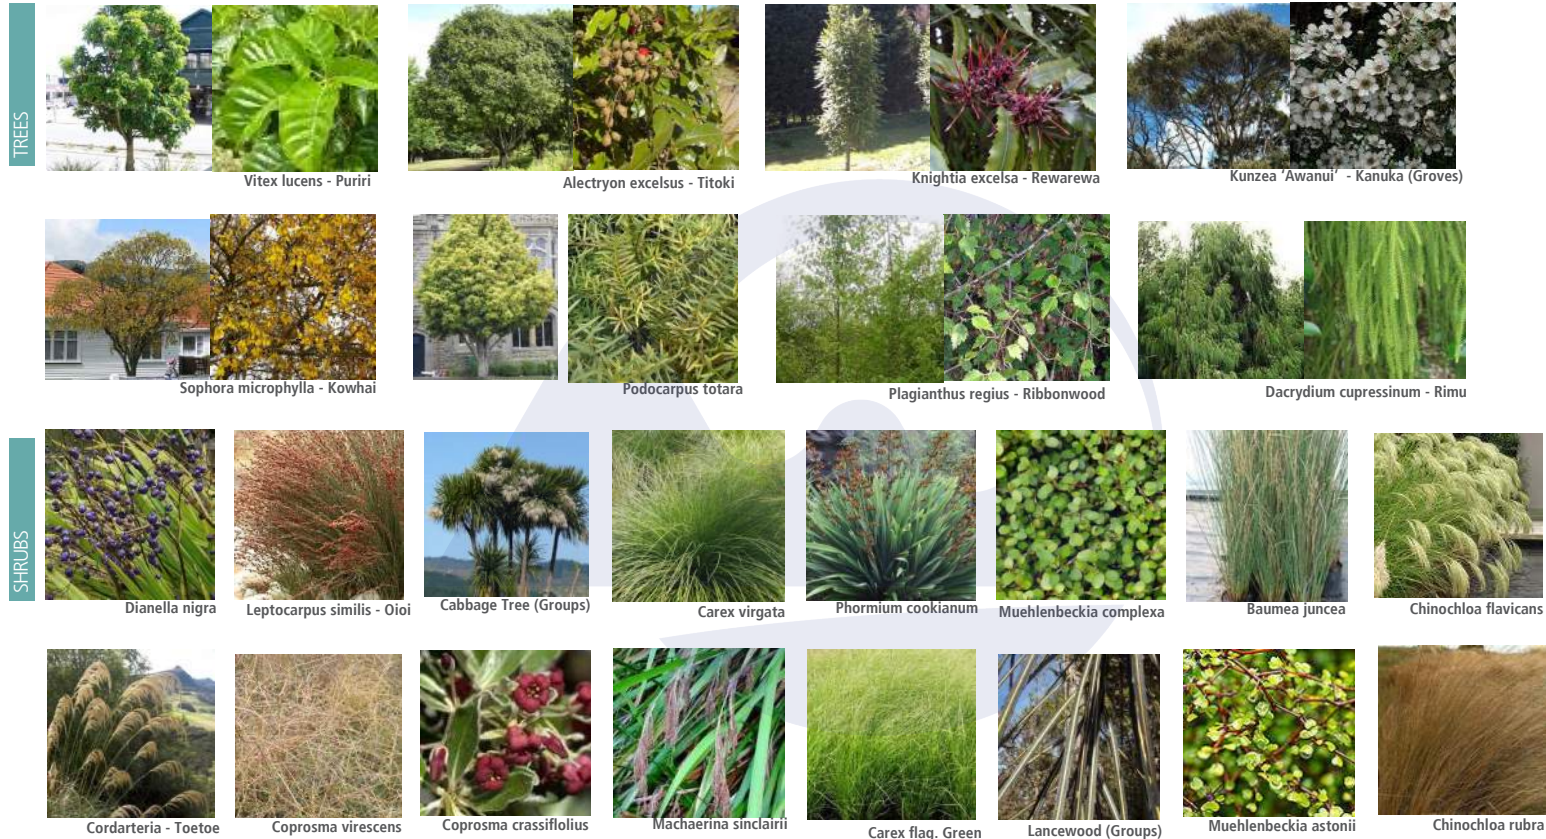 TREES
Vitex lucens - Puriri
Alectryon excelsus - Titoki
Knightia excelsa - Rewarewa
Kunzea 'Awanui' - Kanuka (Groves)
Sophora microphylla - Kowhai
Podocarpus totara
Plagianthus regius - Ribbonwood
Dacrydium cupressinum - Rimu
SHRUBS
Dianella nigra
Leptocarpus similis - Oioi
Cabbage Tree (Groups)
Carex virgata
Phormium cookianum
Muehlenbeckia complexa
Baumea juncea
Chinochloa flavicans
Cordarteria - Toetoe
Coprosma virescens
Coprosma crassiflolius
Machaerina sinclairii
Carex flag. Green
Lancewood (Groups)
Muehlenbeckia astonii
Chinochloa rubra